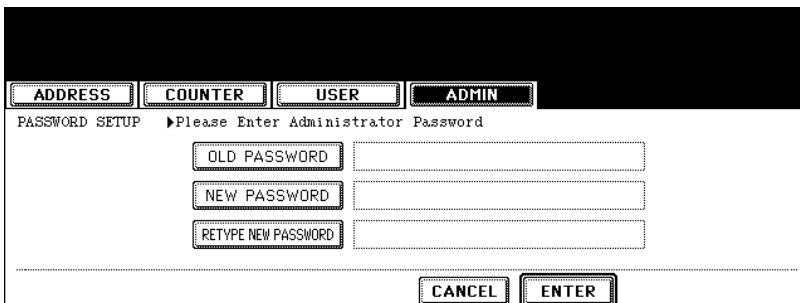 ADDRESS COUNTER USER ADMIN
PASSWORD SETUP ▶Please Enter Administrator Password
OLD PASSWORD
NEW PASSWORD
RETYPE NEW PASSWORD
CANCEL ENTER